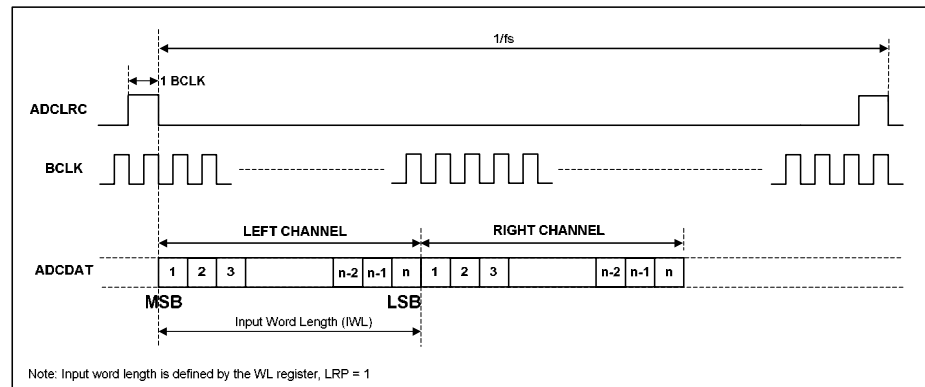 1/fs
1 BCLK
ADCLRC
BCLK
LEFT CHANNEL
RIGHT CHANNEL
ADCDAT
1 2 3 n-2 n-1 n 1 2 3 n-2 n-1 n
MSB
LSB
Input Word Length (IWL)
Note: Input word length is defined by the WL register, LRP = 1